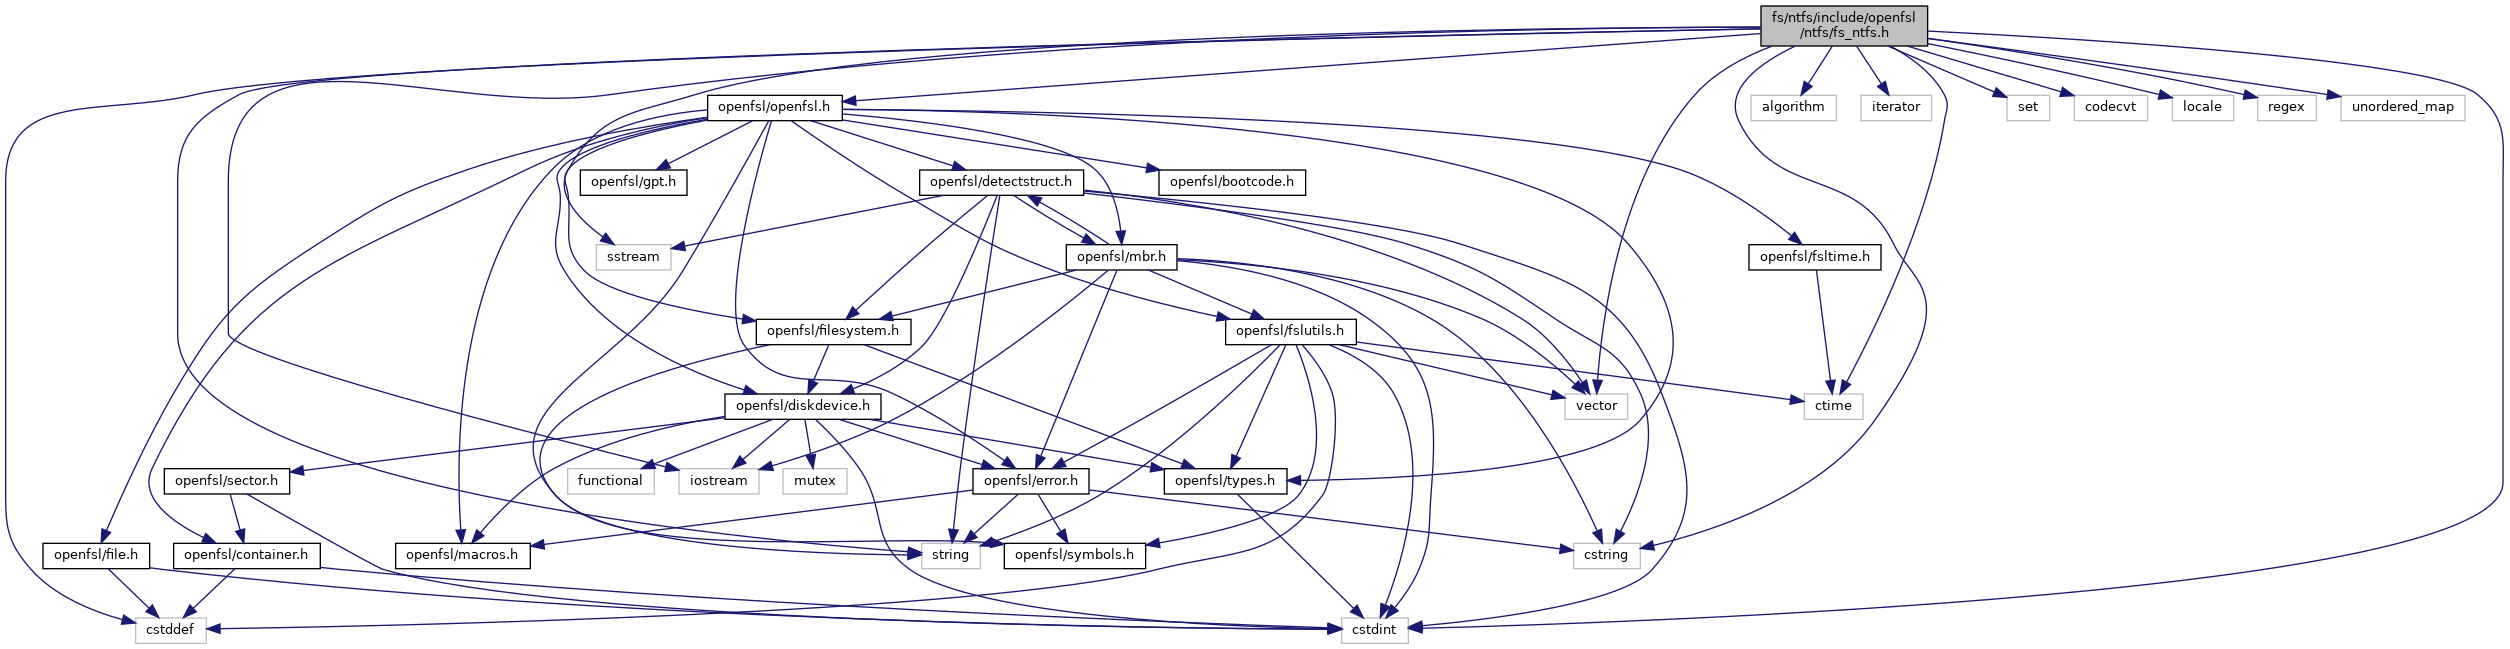 fs/ntfs/include/openfsl
/ntfs/fs_ntfs.h
openfsl/openfsl.h
algorithm
iterator
set
codecvt
locale
regex
unordered_map
openfsl/gpt.h
openfsl/detectstruct.h
openfsl/bootcode.h
sstream
openfsl/mbr.h
openfsl/fsltime.h
openfsl/filesystem.h
openfsl/fslutils.h
openfsl/diskdevice.h
vector
ctime
openfsl/sector.h
functional
iostream
mutex
openfsl/error.h
openfsl/types.h
openfsl/file.h
openfsl/container.h
openfsl/macros.h
string
openfsl/symbols.h
cstring
cstddef
cstdint